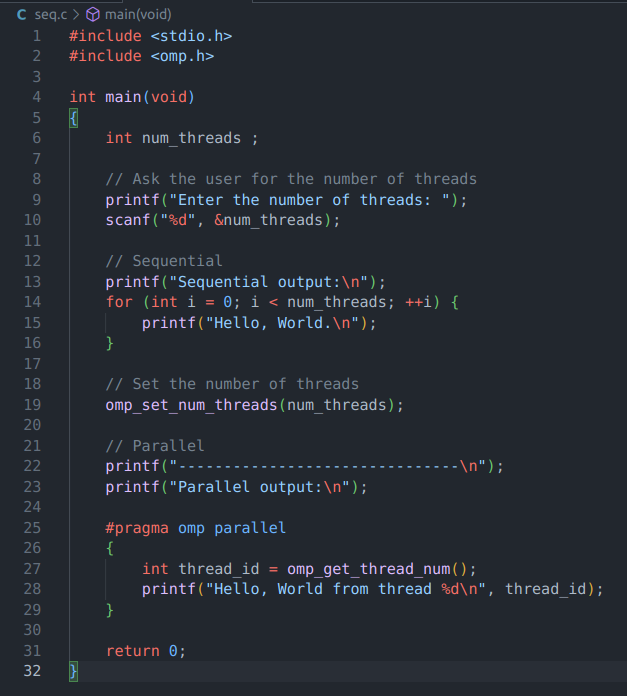 C seq.c > main(void)
1 #include <stdio.h>
2 #include <omp.h>
3
4 int main(void)
5 {
6     int num_threads ;
7
8     // Ask the user for the number of threads
9     printf("Enter the number of threads: ");
10     scanf("%d", &num_threads);
11
12     // Sequential
13     printf("Sequential output:\n");
14     for (int i = 0; i < num_threads; ++i) {
15         printf("Hello, World.\n");
16     }
17
18     // Set the number of threads
19     omp_set_num_threads(num_threads);
20
21     // Parallel
22     printf("-------------------------------\n");
23     printf("Parallel output:\n");
24
25     #pragma omp parallel
26     {
27         int thread_id = omp_get_thread_num();
28         printf("Hello, World from thread %d\n", thread_id);
29     }
30
31     return 0;
32 }